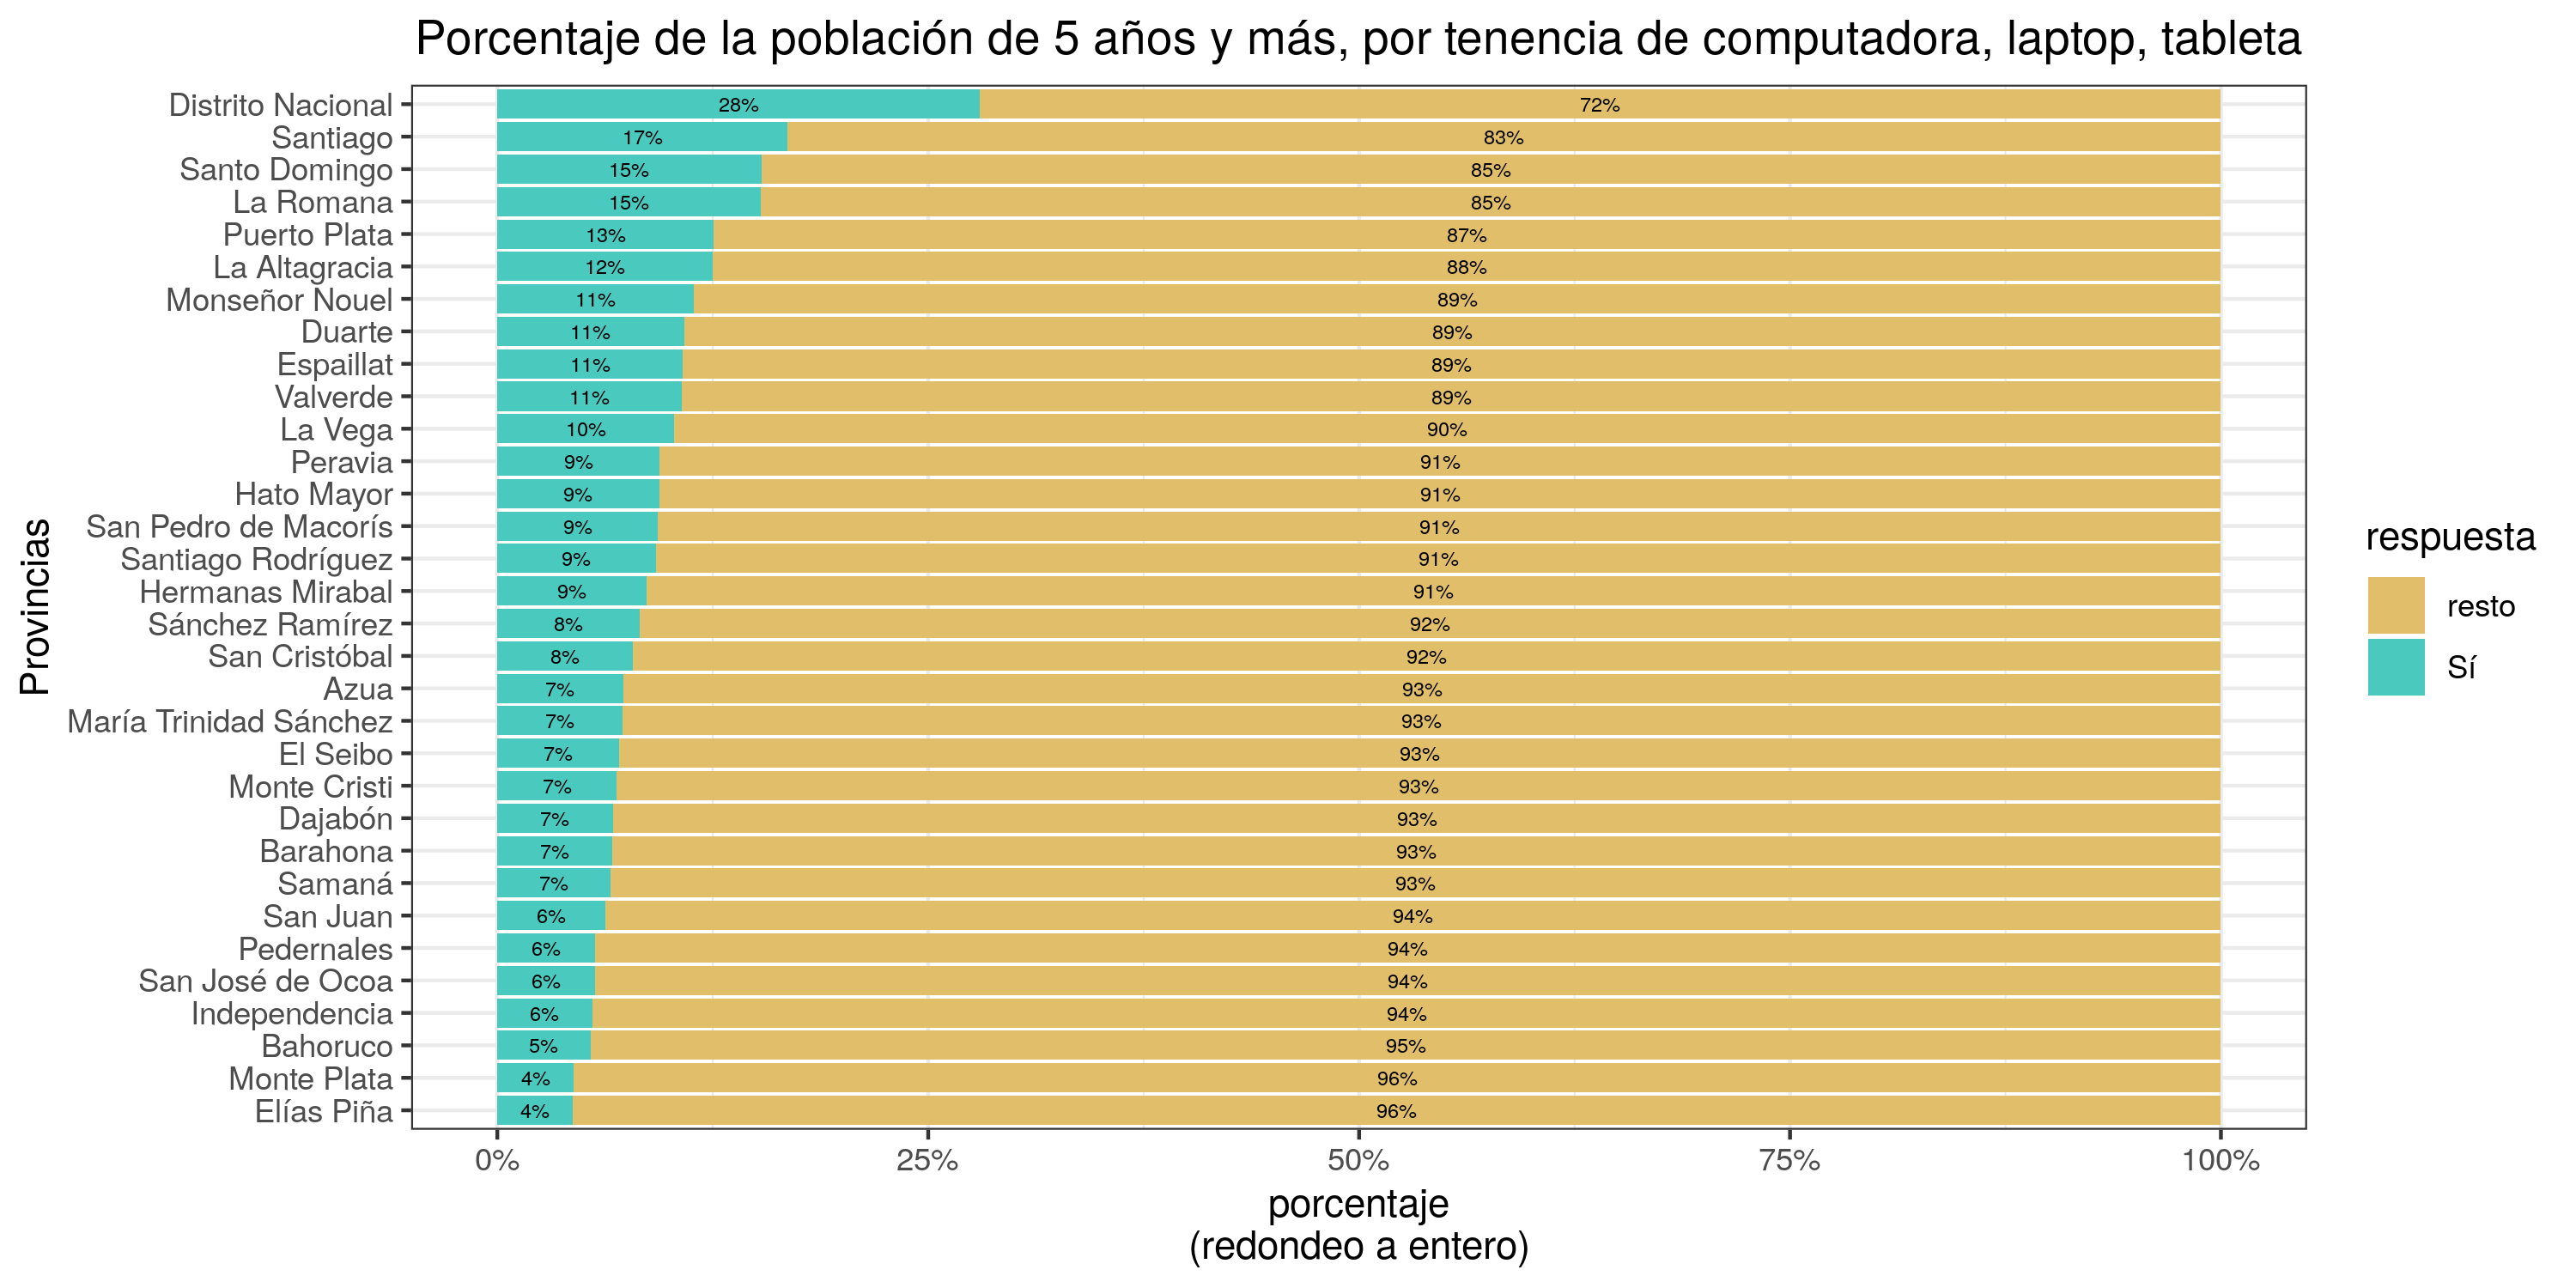 Porcentaje de la población de 5 años y más, por tenencia de computadora, laptop, tableta
Provincias
Distrito Nacional 28% 72%
Santiago 17% 83%
Santo Domingo 15% 85%
La Romana 15% 85%
Puerto Plata 13% 87%
La Altagracia 12% 88%
Monseñor Nouel 11% 89%
Duarte 11% 89%
Espaillat 11% 89%
Valverde 11% 89%
La Vega 10% 90%
Peravia 9% 91%
Hato Mayor 9% 91%
San Pedro de Macorís 9% 91%
Santiago Rodríguez 9% 91%
Hermanas Mirabal 9% 91%
Sánchez Ramírez 8% 92%
San Cristóbal 8% 92%
Azua 7% 93%
María Trinidad Sánchez 7% 93%
El Seibo 7% 93%
Monte Cristi 7% 93%
Dajabón 7% 93%
Barahona 7% 93%
Samaná 7% 93%
San Juan 6% 94%
Pedernales 6% 94%
San José de Ocoa 6% 94%
Independencia 6% 94%
Bahoruco 5% 95%
Monte Plata 4% 96%
Elías Piña 4% 96%
0% 25% 50% 75% 100%
porcentaje
(redondeo a entero)
respuesta
resto
Sí